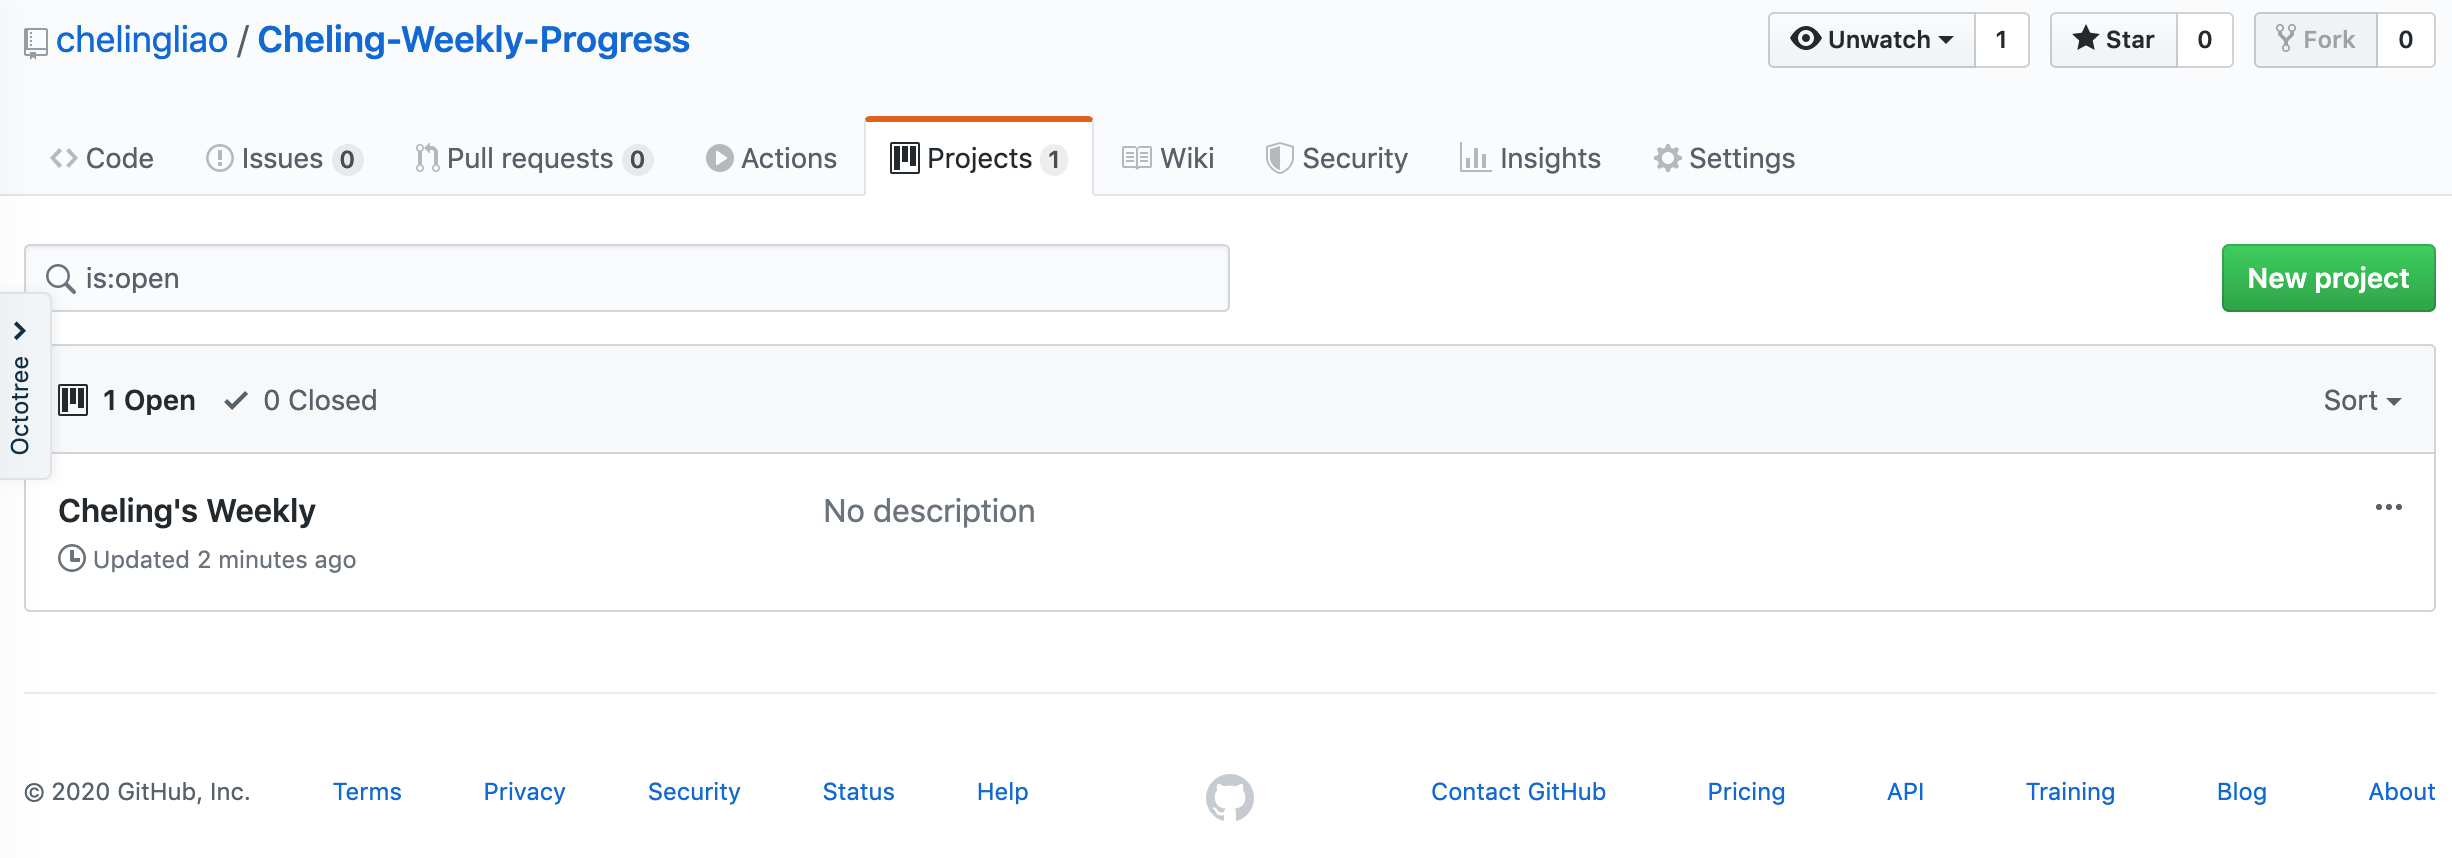 chelingliao / Cheling-Weekly-Progress
Unwatch 1 Star 0 Fork 0
Code Issues 0 Pull requests 0 Actions Projects 1 Wiki Security Insights Settings
is:open
New project
Octotree
1 Open 0 Closed
Sort
Cheling's Weekly
No description
Updated 2 minutes ago
© 2020 GitHub, Inc. Terms Privacy Security Status Help Contact GitHub Pricing API Training Blog About